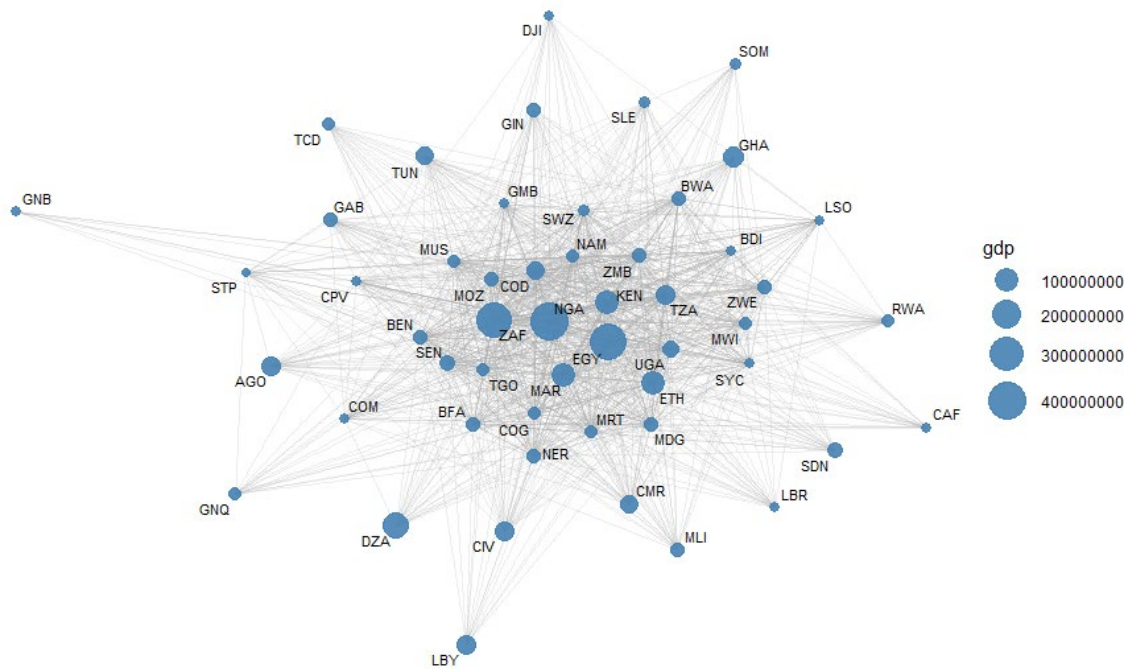 DJI
SOM
SLE
GIN
TCD
GHA
TUN
BWA
GMB
LSO
GNB
GAB
SWZ
BDI
MUS
NAM
gdp
ZMB
COD
STP
CPV
MOZ
KEN
ZWE
100000000
NGA
TZA
RWA
200000000
BEN
ZAF
MWI
SEN
EGY
UGA
300000000
AGO
TGO
MAR
SYC
ETH
400000000
COM
BFA
COG
MRT
MDG
CAF
NER
SDN
CMR
LBR
GNQ
DZA
CIV
MLI
LBY